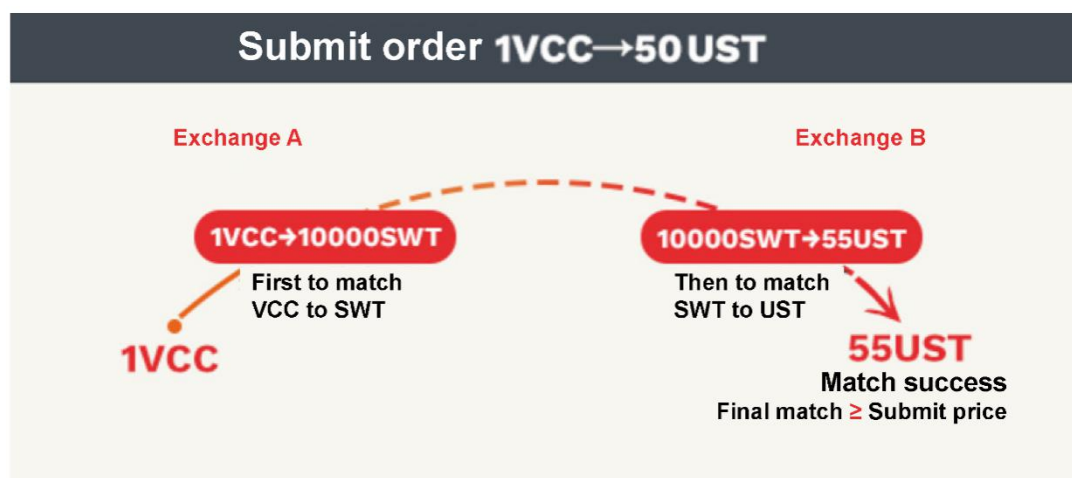 Submit order 1VCC→50UST
Exchange A
Exchange B
1VCC→10000SWT
10000SWT→55UST
First to match
VCC to SWT
Then to match
SWT to UST
1VCC
55UST
Match success
Final match ≥ Submit price